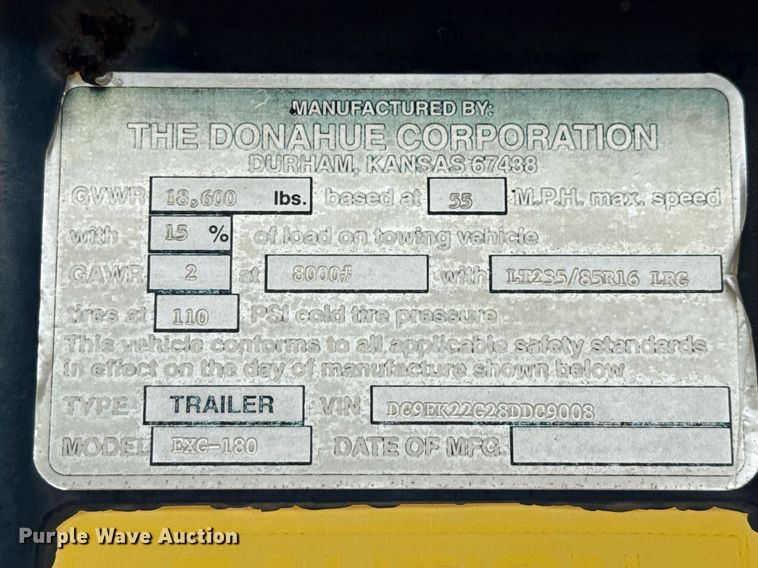 MANUFACTURED BY:
THE DONAHUE CORPORATION
DURHAM, KANSAS 67438
GVWR 18,600 lbs. based at 55 M.P.H. max. speed
with 15 % of load on towing vehicle
GAWR 2 at 8000# with LT235/85R16 LRG
tires at 110 PSI cold tire pressure
This vehicle conforms to all applicable safety standards
in effect on the day of manufacture shown below
TYPE TRAILER VIN DG9EK22G28DDC9008
MODEL EXC-180 DATE OF MFG.
Purple Wave Auction